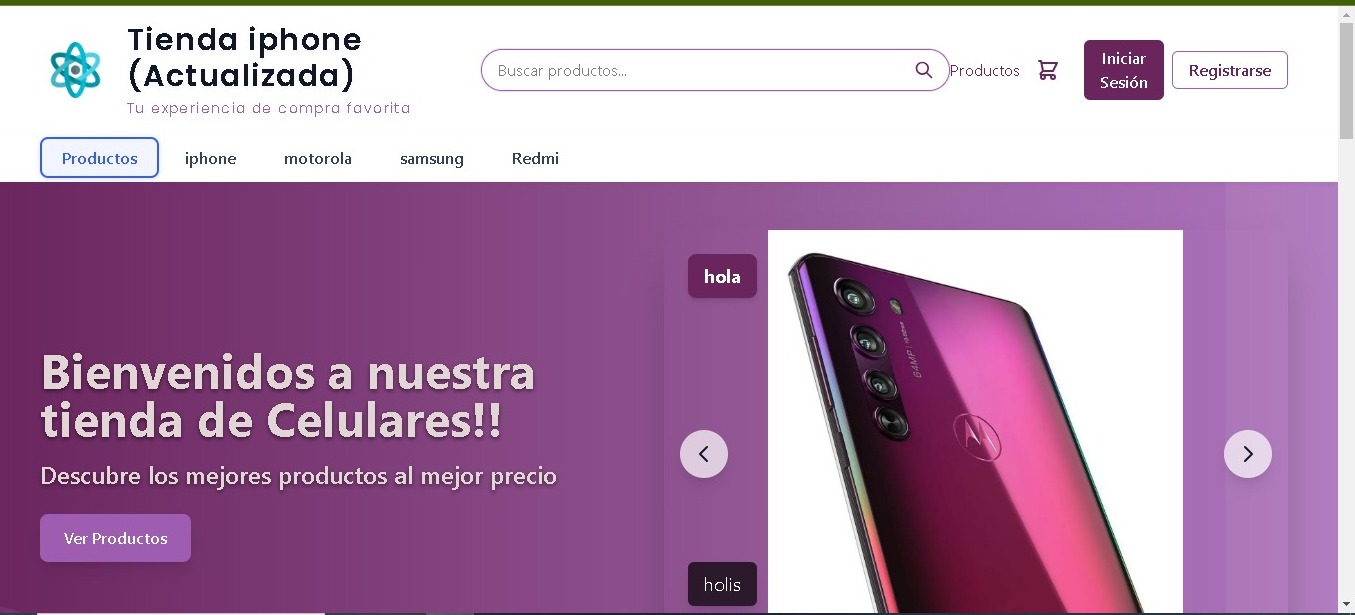 Tienda iphone
(Actualizada)
Tu experiencia de compra favorita
Buscar productos...
Productos
Iniciar
Sesión
Registrarse
Productos
iphone
motorola
samsung
Redmi
Bienvenidos a nuestra
tienda de Celulares!!
Descubre los mejores productos al mejor precio
Ver Productos
hola
holis